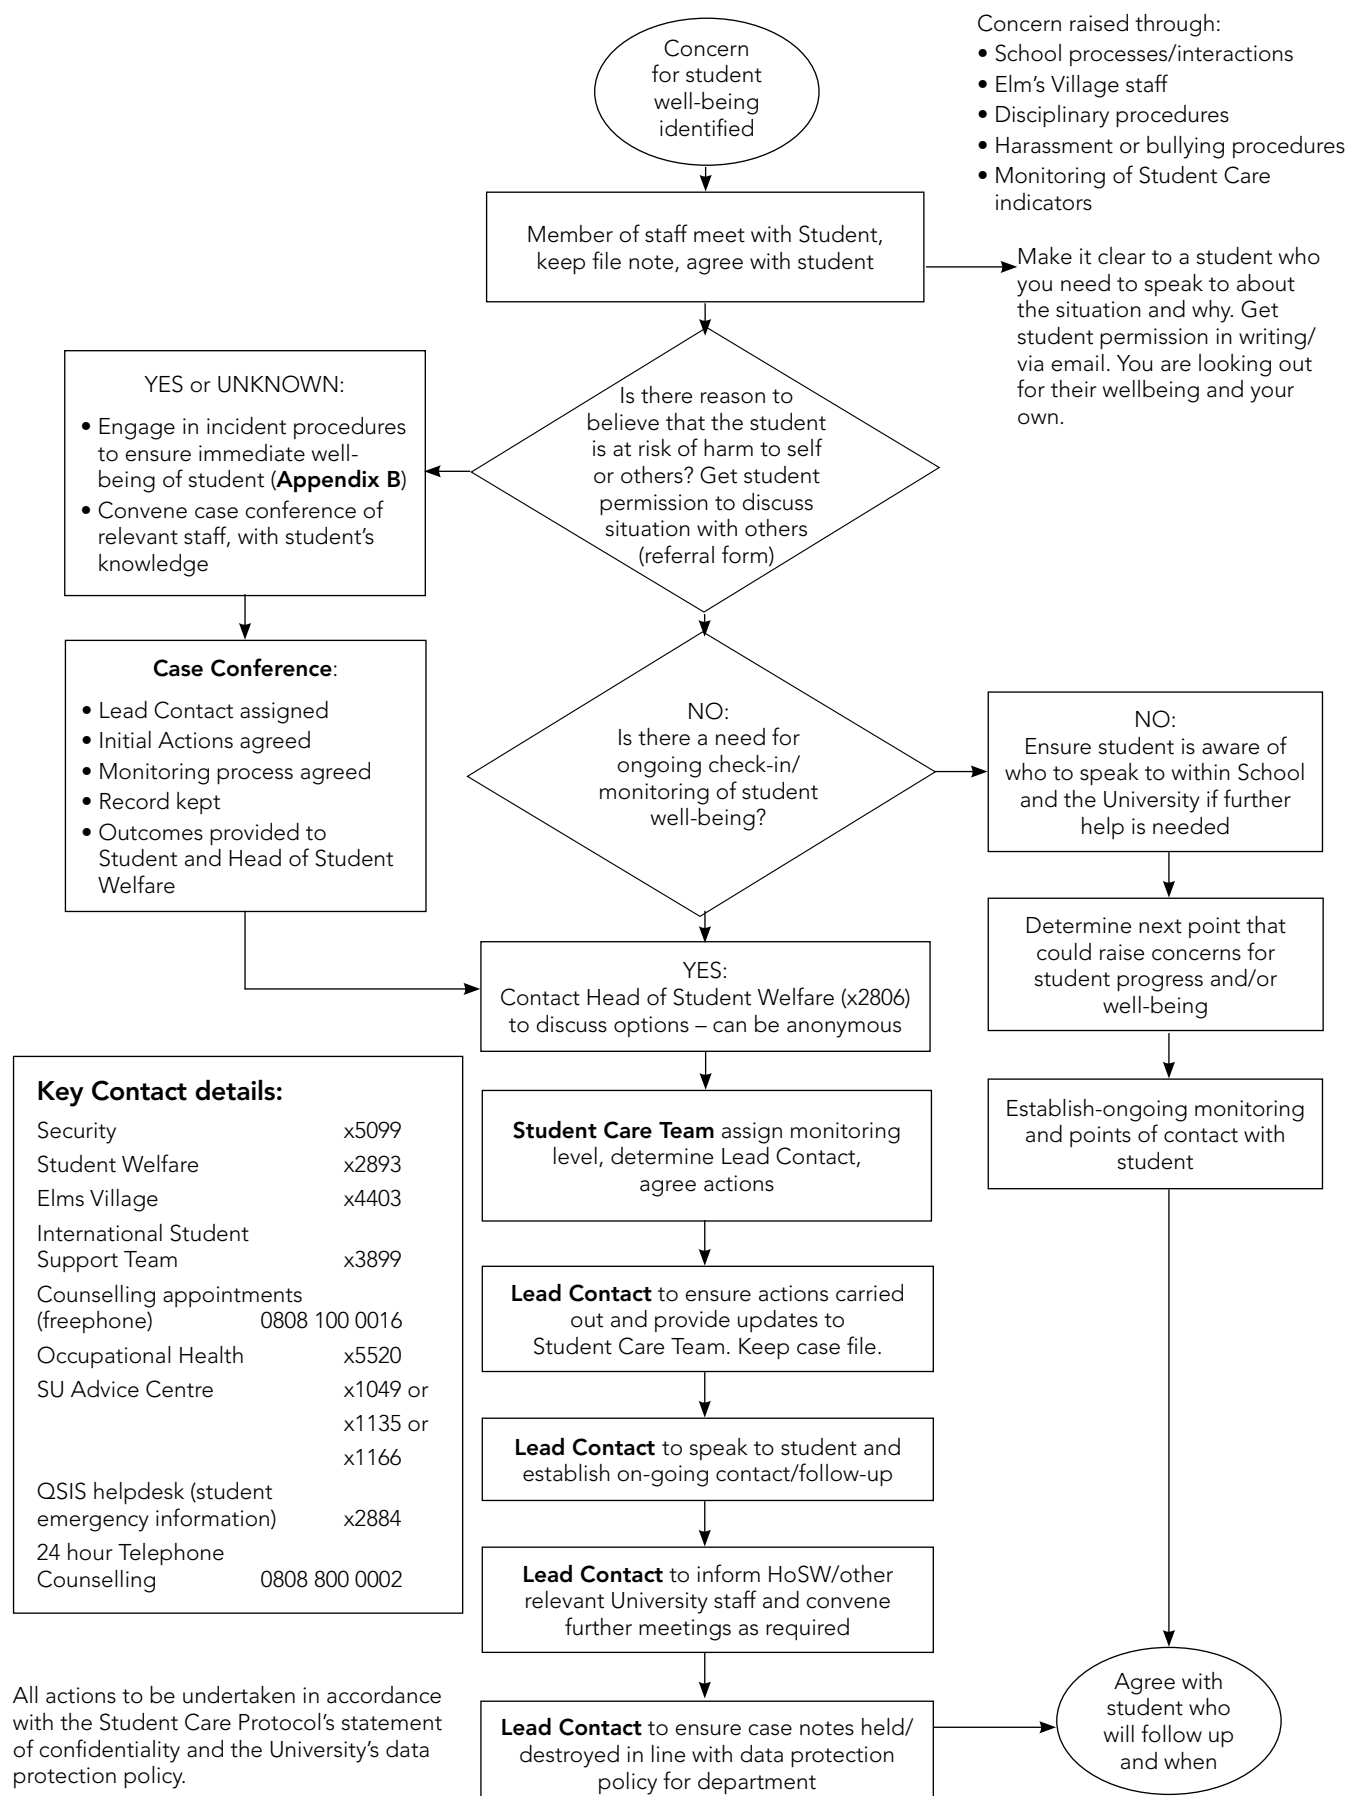 Concern
for student
well-being
identified
Concern raised through:
• School processes/interactions
• Elm's Village staff
• Disciplinary procedures
• Harassment or bullying procedures
• Monitoring of Student Care
indicators
Member of staff meet with Student,
keep file note, agree with student
Make it clear to a student who
you need to speak to about
the situation and why. Get
student permission in writing/
via email. You are looking out
for their wellbeing and your
own.
Is there reason to
believe that the student
is at risk of harm to self
or others? Get student
permission to discuss
situation with others
(referral form)
YES or UNKNOWN:
• Engage in incident procedures
to ensure immediate well-
being of student (Appendix B)
• Convene case conference of
relevant staff, with student's
knowledge
Case Conference:
• Lead Contact assigned
• Initial Actions agreed
• Monitoring process agreed
• Record kept
• Outcomes provided to
Student and Head of Student
Welfare
NO:
Is there a need for
ongoing check-in/
monitoring of student
well-being?
NO:
Ensure student is aware of
who to speak to within School
and the University if further
help is needed
Determine next point that
could raise concerns for
student progress and/or
well-being
Establish-ongoing monitoring
and points of contact with
student
YES:
Contact Head of Student Welfare (x2806)
to discuss options – can be anonymous
Student Care Team assign monitoring
level, determine Lead Contact,
agree actions
Lead Contact to ensure actions carried
out and provide updates to
Student Care Team. Keep case file.
Lead Contact to speak to student and
establish on-going contact/follow-up
Lead Contact to inform HoSW/other
relevant University staff and convene
further meetings as required
Lead Contact to ensure case notes held/
destroyed in line with data protection
policy for department
Agree with
student who
will follow up
and when
Key Contact details:
Security x5099
Student Welfare x2893
Elms Village x4403
International Student
Support Team x3899
Counselling appointments
(freephone) 0808 100 0016
Occupational Health x5520
SU Advice Centre x1049 or
x1135 or
x1166
QSIS helpdesk (student
emergency information) x2884
24 hour Telephone
Counselling 0808 800 0002
All actions to be undertaken in accordance
with the Student Care Protocol's statement
of confidentiality and the University's data
protection policy.